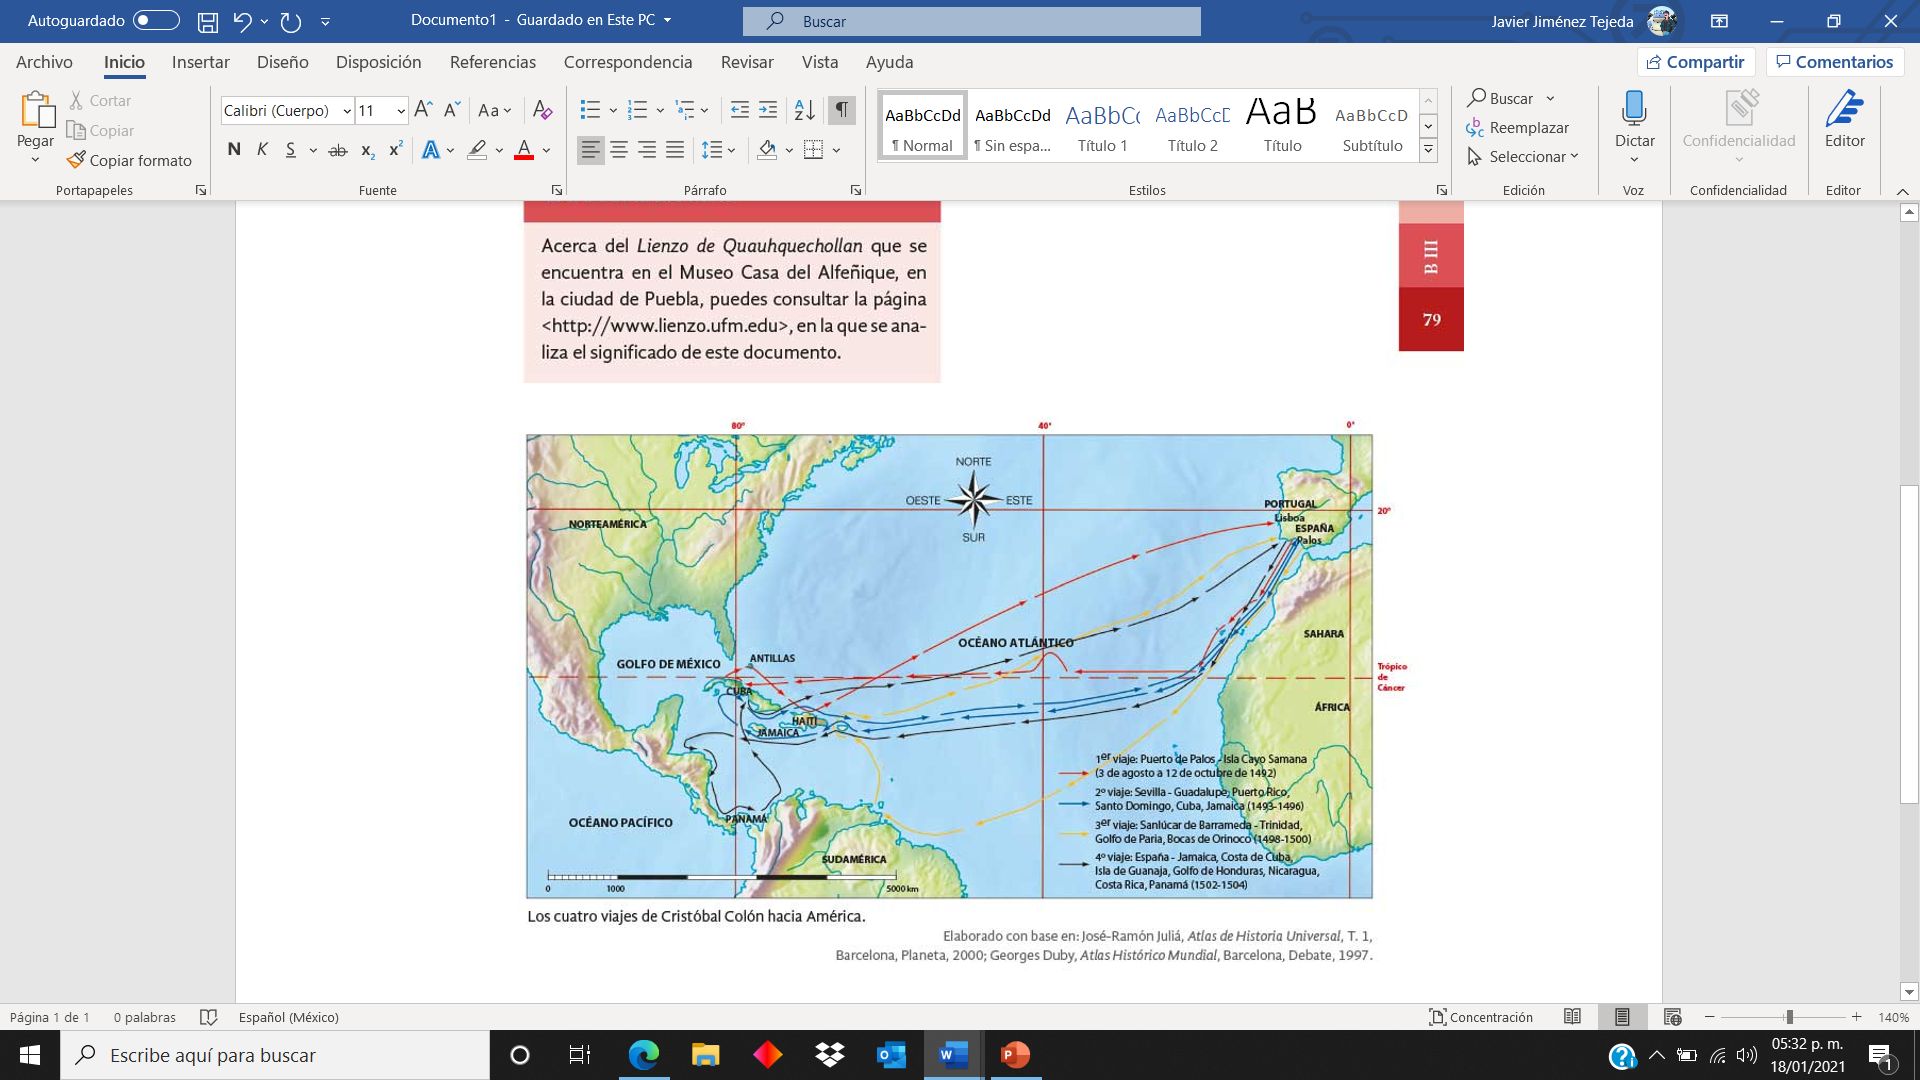 Autoguardado
Documento1 - Guardado en Este PC
Buscar
Javier Jiménez Tejeda
Archivo Inicio Insertar Diseño Disposición Referencias Correspondencia Revisar Vista Ayuda
Compartir Comentarios
Pegar
Cortar
Copiar
Copiar formato
Portapapeles
Calibri (Cuerpo) 11
N K S ab x₂ x²
Fuente
Párrafo
AaBbCcDd AaBbCcDd AaBbCc AaBbCcD AaB AaBbCcD
¶ Normal ¶ Sin espa... Título 1 Título 2 Título Subtítulo
Estilos
Buscar
Reemplazar
Seleccionar
Edición
Dictar
Voz
Confidencialidad
Confidencialidad
Editor
Editor
Acerca del Lienzo de Quauhquechollan que se
encuentra en el Museo Casa del Alfeñique, en
la ciudad de Puebla, puedes consultar la página
<http://www.lienzo.ufm.edu>, en la que se ana-
liza el significado de este documento.
B III
79
80° 40° 0°
NORTE
OESTE ESTE
SUR
PORTUGAL
Lisboa
ESPAÑA
Palos
20°
NORTEAMÉRICA
OCÉANO ATLÁNTICO
SAHARA
GOLFO DE MÉXICO
ANTILLAS
Trópico
de
Cáncer
CUBA
HAITÍ
JAMAICA
ÁFRICA
OCÉANO PACÍFICO
PANAMÁ
SUDAMÉRICA
1er viaje: Puerto de Palos - Isla Cayo Samana
(3 de agosto a 12 de octubre de 1492)
2º viaje: Sevilla - Guadalupe, Puerto Rico,
Santo Domingo, Cuba, Jamaica (1493-1496)
3er viaje: Sanlúcar de Barrameda - Trinidad,
Golfo de Paria, Bocas de Orinoco (1498-1500)
4º viaje: España - Jamaica, Costa de Cuba,
Isla de Guanaja, Golfo de Honduras, Nicaragua,
Costa Rica, Panamá (1502-1504)
0 1000 5000 km
Los cuatro viajes de Cristóbal Colón hacia América.
Elaborado con base en: José-Ramón Juliá, Atlas de Historia Universal, T. 1,
Barcelona, Planeta, 2000; Georges Duby, Atlas Histórico Mundial, Barcelona, Debate, 1997.
Página 1 de 1 0 palabras Español (México)
Concentración
140%
Escribe aquí para buscar
05:32 p. m.
18/01/2021
1